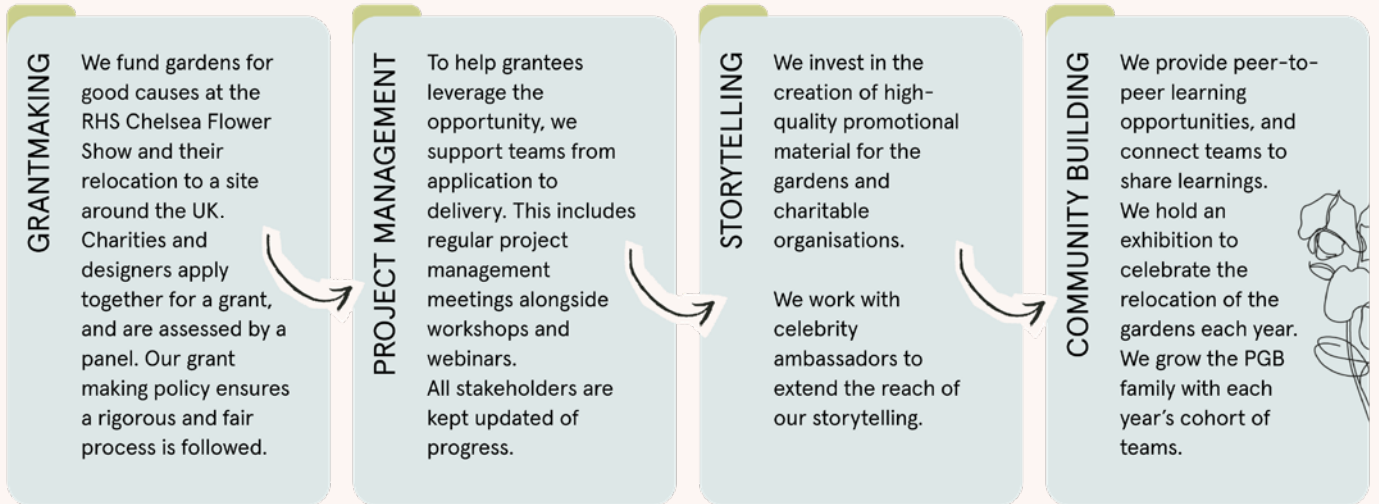 GRANTMAKING
We fund gardens for
good causes at the
RHS Chelsea Flower
Show and their
relocation to a site
around the UK.
Charities and
designers apply
together for a grant,
and are assessed by a
panel. Our grant
making policy ensures
a rigorous and fair
process is followed.
PROJECT MANAGEMENT
To help grantees
leverage the
opportunity, we
support teams from
application to
delivery. This includes
regular project
management
meetings alongside
workshops and
webinars.
All stakeholders are
kept updated of
progress.
STORYTELLING
We invest in the
creation of high-
quality promotional
material for the
gardens and
charitable
organisations.
We work with
celebrity
ambassadors to
extend the reach of
our storytelling.
COMMUNITY BUILDING
We provide peer-to-
peer learning
opportunities, and
connect teams to
share learnings.
We hold an
exhibition to
celebrate the
relocation of the
gardens each year.
We grow the PGB
family with each
year's cohort of
teams.